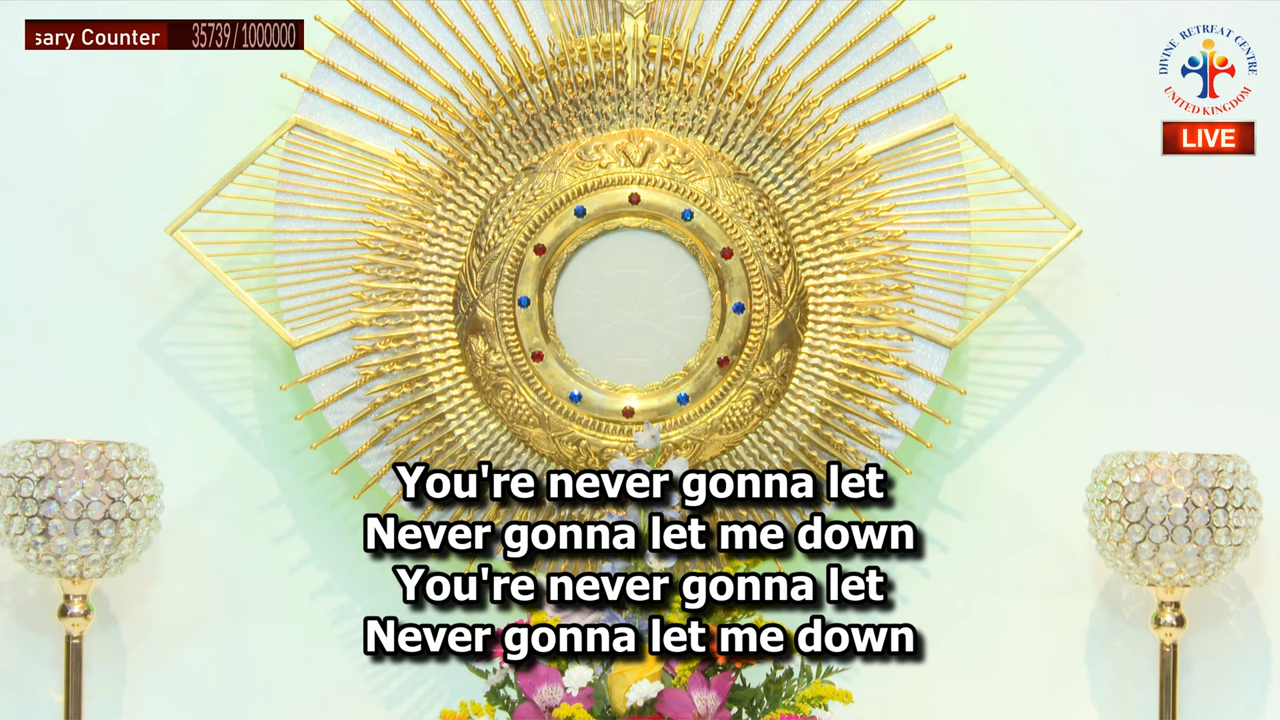 sary Counter 35739/1000000
DIVINE RETREAT CENTRE
UNITED KINGDOM
LIVE
You're never gonna let
Never gonna let me down
You're never gonna let
Never gonna let me down